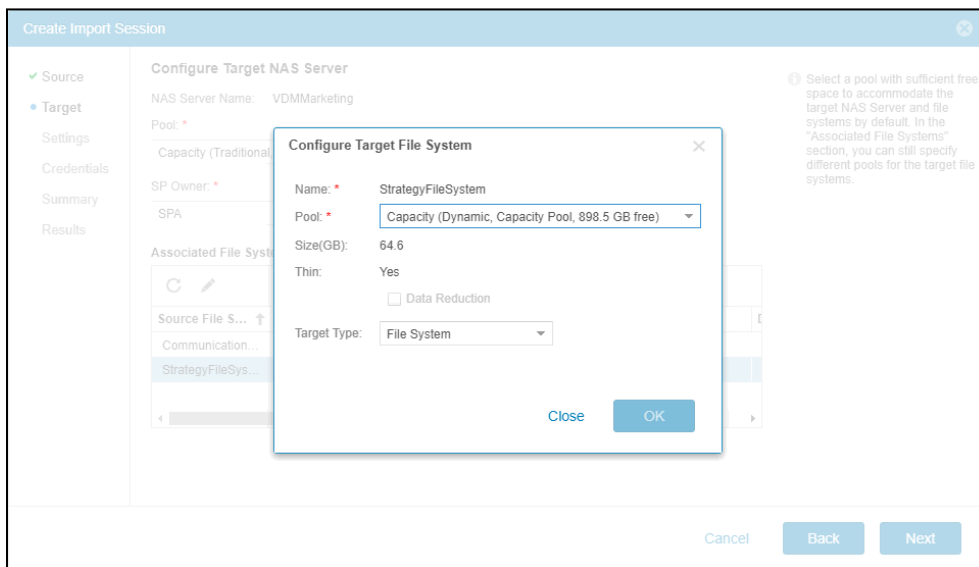 Create Import Session
Source
Target
Settings
Credentials
Summary
Results
Configure Target NAS Server
NAS Server Name: VDMMarketing
Pool: *
Capacity (Traditional,
SP Owner: *
SPA
Associated File Syste
Source File S...
Communication...
StrategyFileSys...
Configure Target File System
Name: * StrategyFileSystem
Pool: * Capacity (Dynamic, Capacity Pool, 898.5 GB free)
Size(GB): 64.6
Thin: Yes
Data Reduction
Target Type: File System
Close OK
Select a pool with sufficient free
space to accommodate the
target NAS Server and file
systems by default. In the
"Associated File Systems"
section, you can still specify
different pools for the target file
systems.
Cancel Back Next